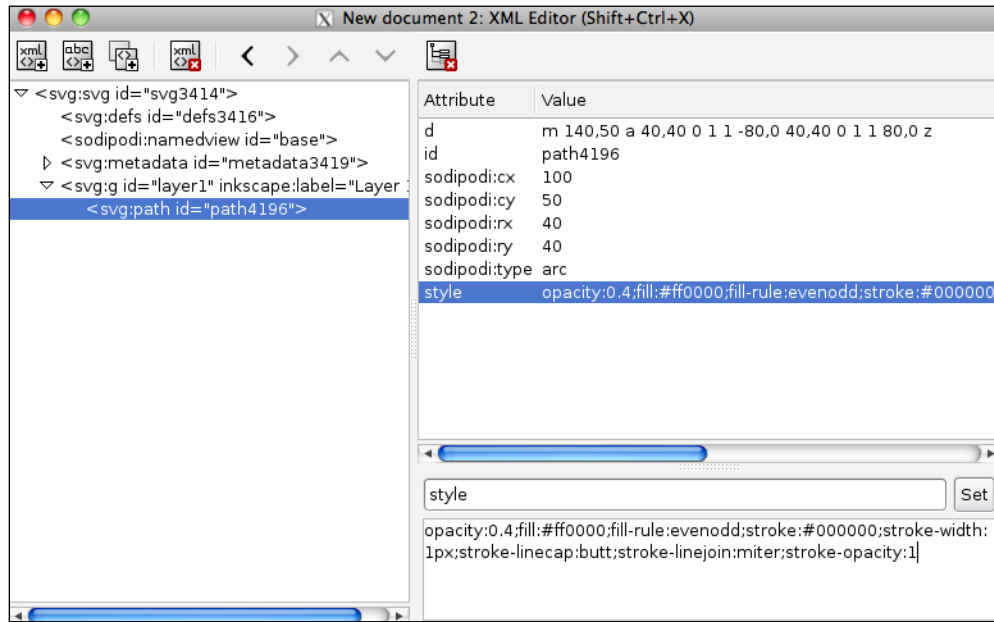 New document 2: XML Editor (Shift+Ctrl+X)
xml
abc
xml
<svg:svg id="svg3414">
<svg:defs id="defs3416">
<sodipodi:namedview id="base">
<svg:metadata id="metadata3419">
<svg:g id="layer1" inkscape:label="Layer
<svg:path id="path4196">
Attribute Value
d m 140,50 a 40,40 0 1 1 -80,0 40,40 0 1 1 80,0 z
id path4196
sodipodi:cx 100
sodipodi:cy 50
sodipodi:rx 40
sodipodi:ry 40
sodipodi:type arc
style opacity:0.4;fill:#ff0000;fill-rule:evenodd;stroke:#000000
style
Set
opacity:0.4;fill:#ff0000;fill-rule:evenodd;stroke:#000000;stroke-width:
1px;stroke-linecap:butt;stroke-linejoin:miter;stroke-opacity:1